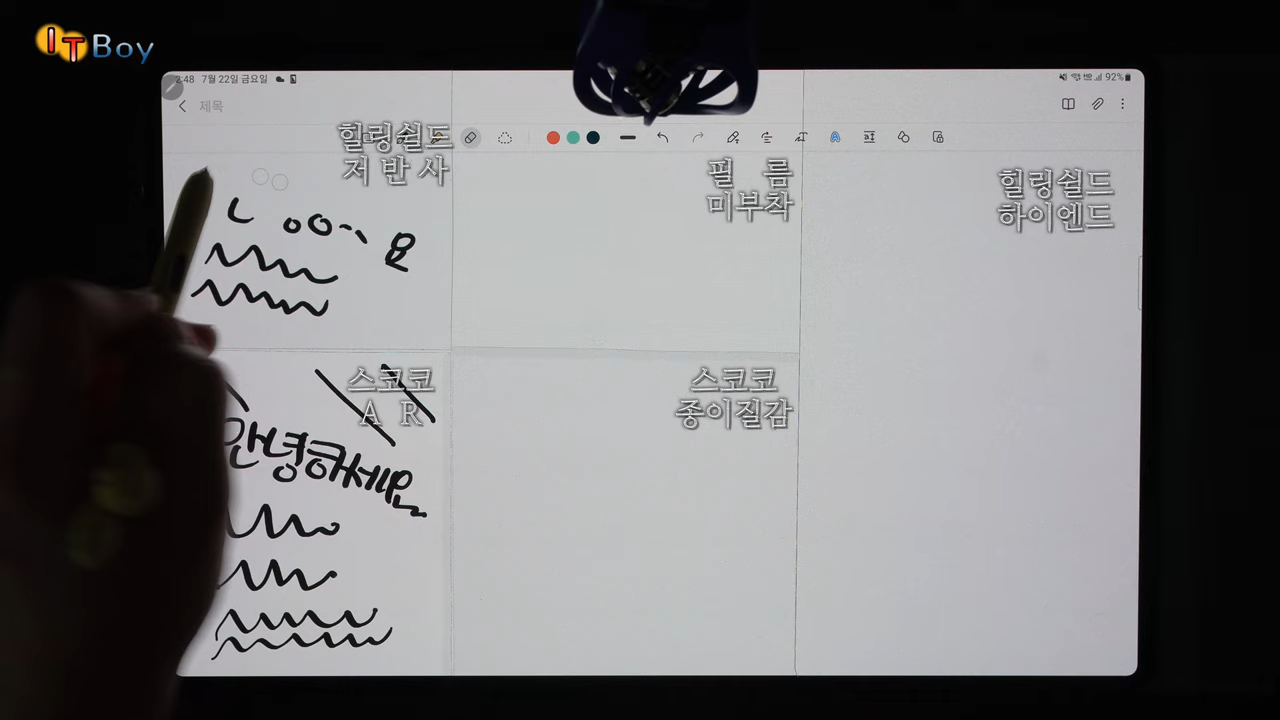 IT Boy
2:48 7월 22일 금요일
92%
제목
힐링쉴드
저반사
필 름
미부착
힐링쉴드
하이엔드
스코코
A R
스코코
종이질감
안녕하세요